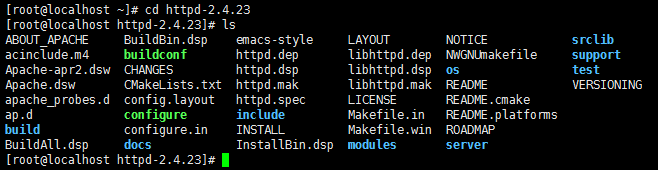 [root@localhost ~]# cd httpd-2.4.23
[root@localhost httpd-2.4.23]# ls
ABOUT_APACHE BuildBin.dsp emacs-style LAYOUT NOTICE srclib
acinclude.m4 buildconf httpd.dep libhttpd.dep NWGNUmakefile support
Apache-apr2.dsw CHANGES httpd.dsp libhttpd.dsp os test
Apache.dsw CMakeLists.txt httpd.mak libhttpd.mak README VERSIONING
apache_probes.d config.layout httpd.spec LICENSE README.cmake
ap.d configure include Makefile.in README.platforms
build configure.in INSTALL Makefile.win ROADMAP
BuildAll.dsp docs InstallBin.dsp modules server
[root@localhost httpd-2.4.23]#